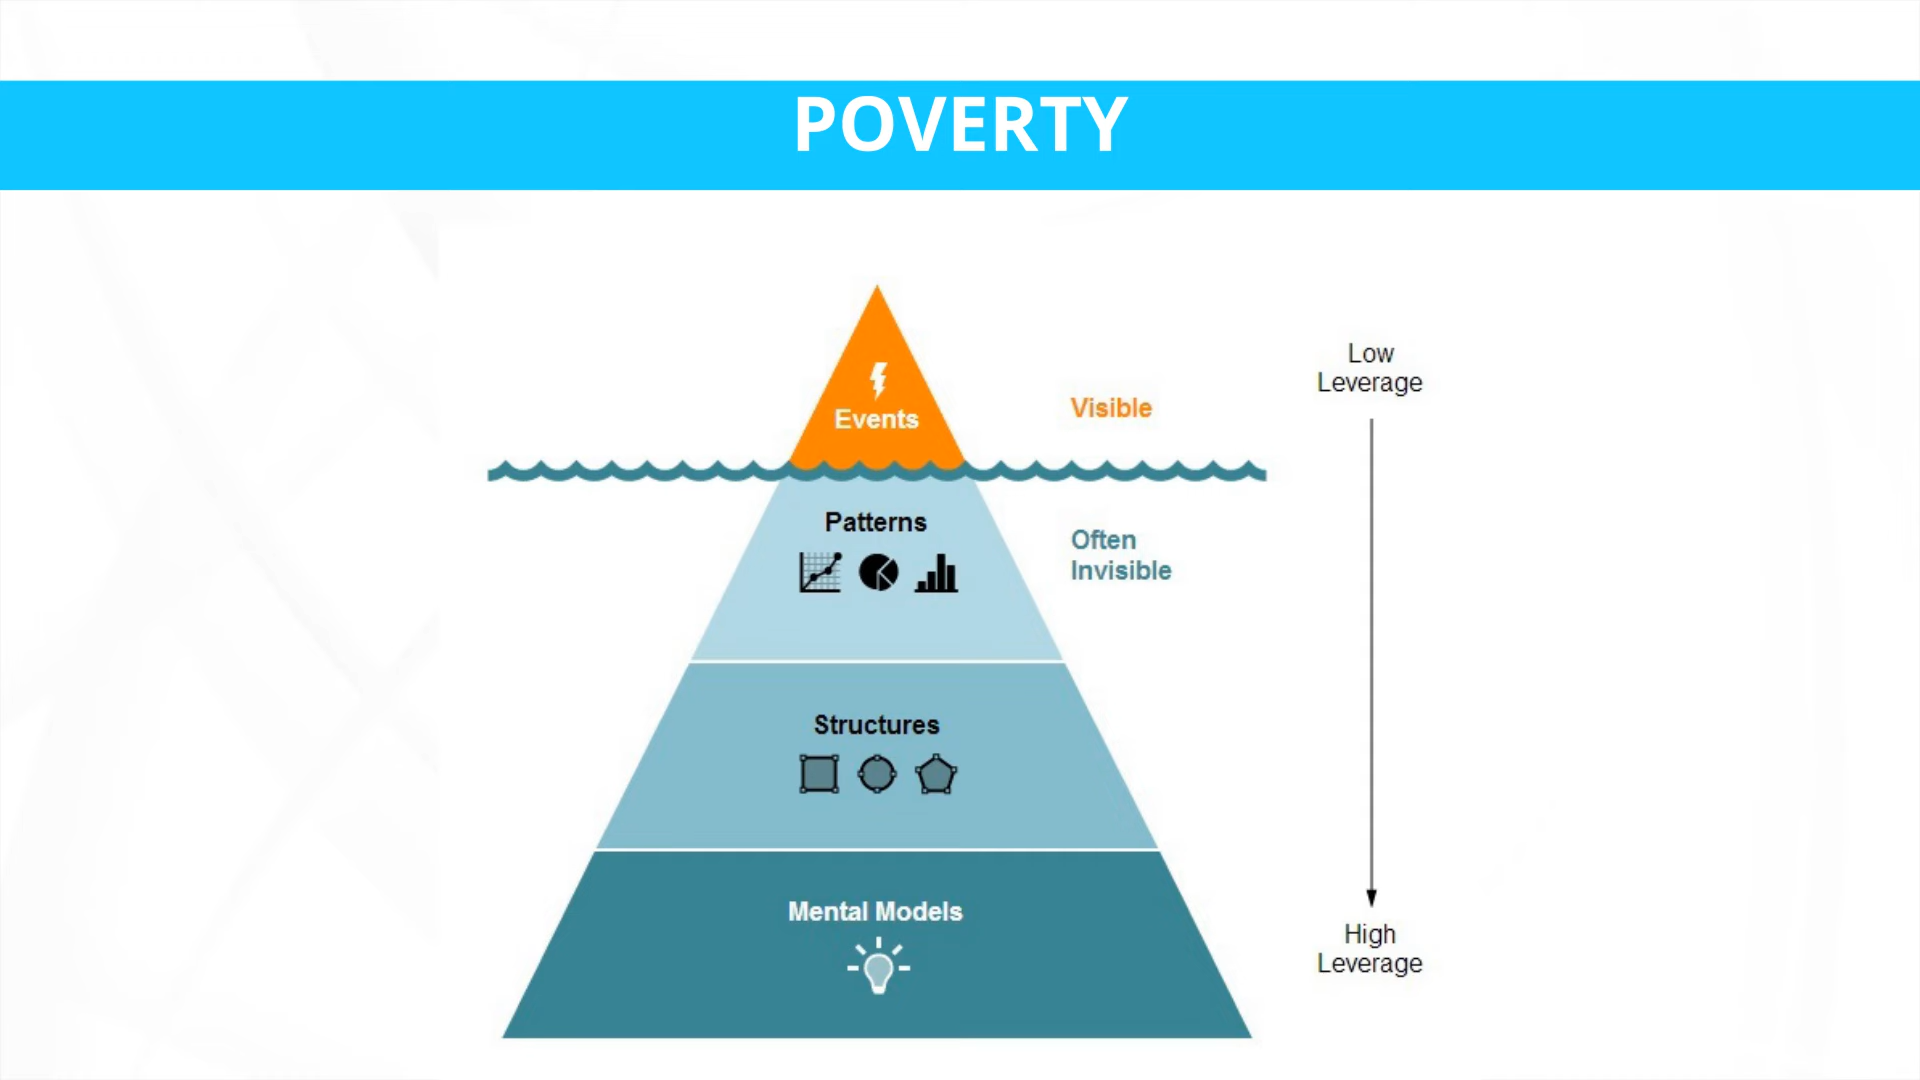 POVERTY
Low
Leverage
Visible
Events
Patterns
Often
Invisible
Structures
Mental Models
High
Leverage